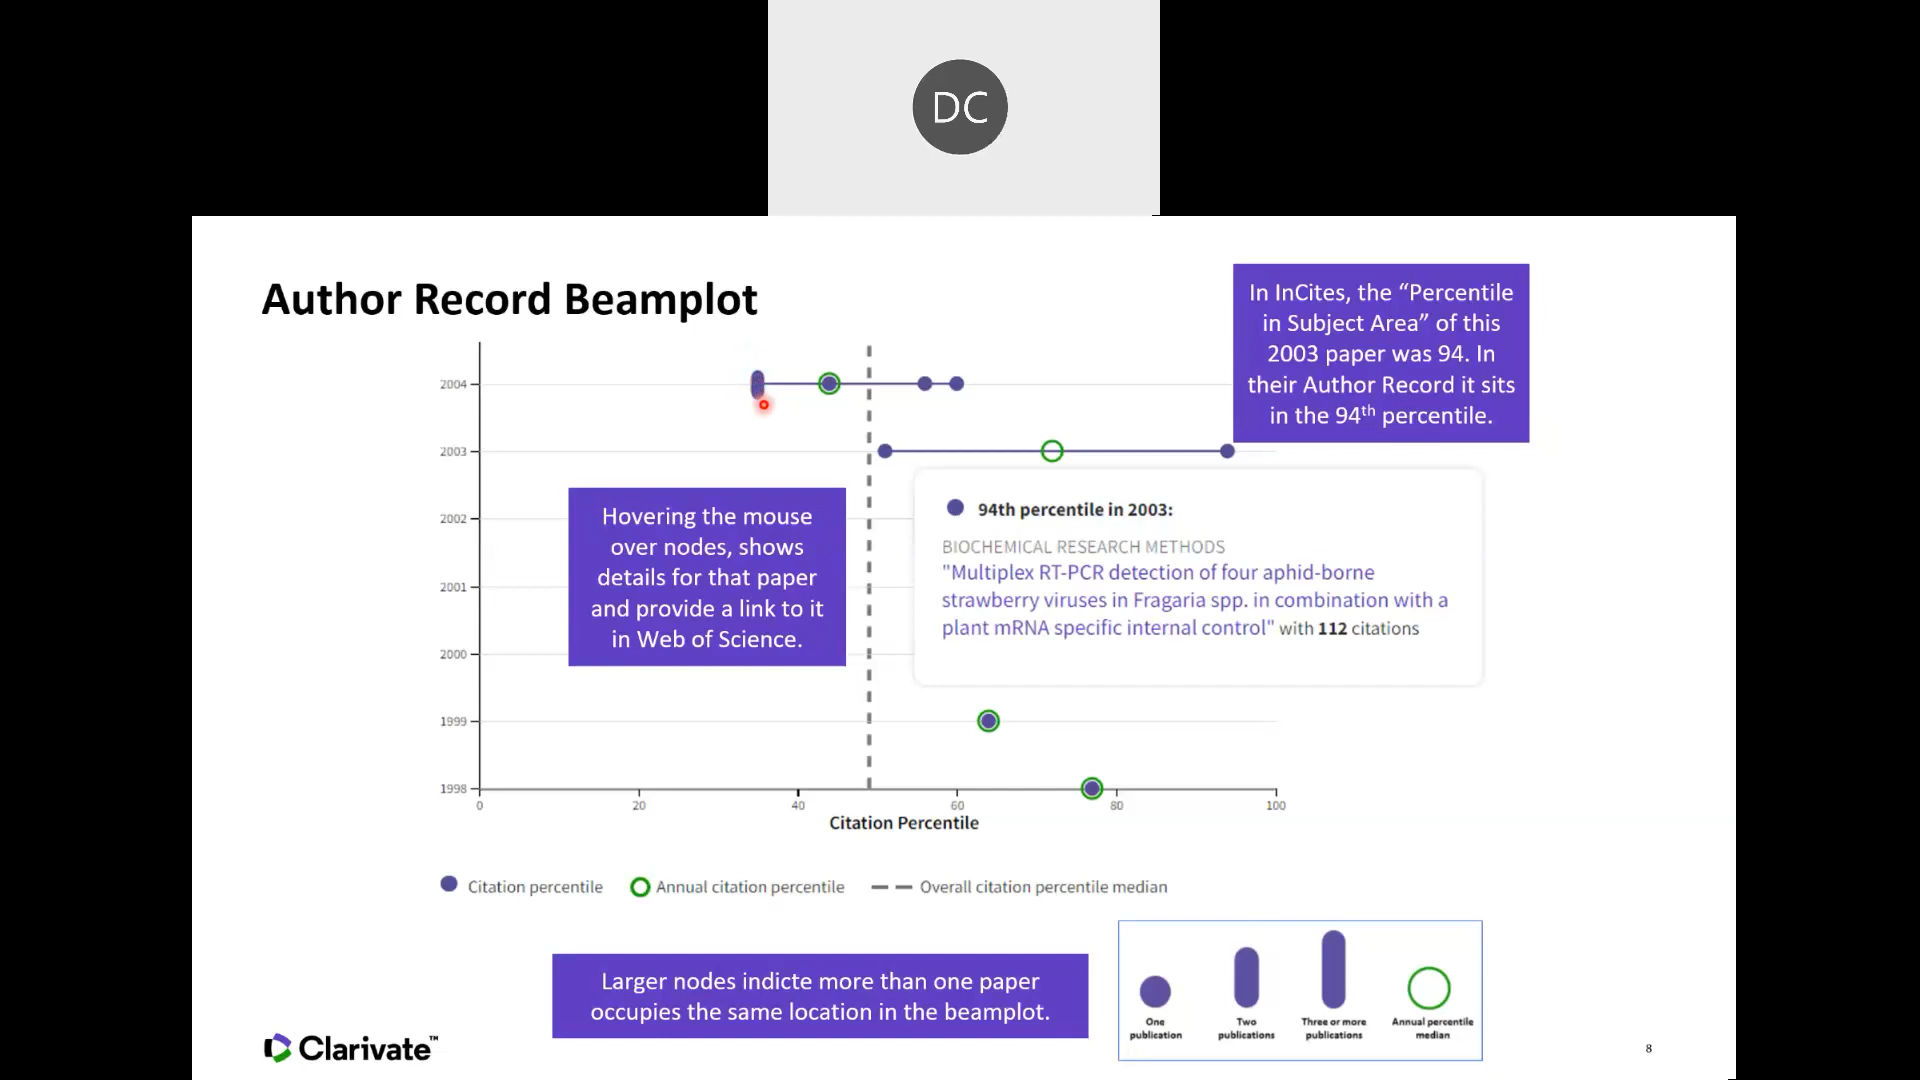 DC
Author Record Beamplot
In InCites, the “Percentile
in Subject Area” of this
2003 paper was 94. In
their Author Record it sits
in the 94th percentile.
2004
2003
2002
2001
2000
1999
1998
Hovering the mouse
over nodes, shows
details for that paper
and provide a link to it
in Web of Science.
94th percentile in 2003:
BIOCHEMICAL RESEARCH METHODS
"Multiplex RT-PCR detection of four aphid-borne
strawberry viruses in Fragaria spp. in combination with a
plant mRNA specific internal control" with 112 citations
0 20 40 60 80 100
Citation Percentile
Citation percentile Annual citation percentile Overall citation percentile median
Larger nodes indicte more than one paper
occupies the same location in the beamplot.
One
publication
Two
publications
Three or more
publications
Annual percentile
median
Clarivate™
8